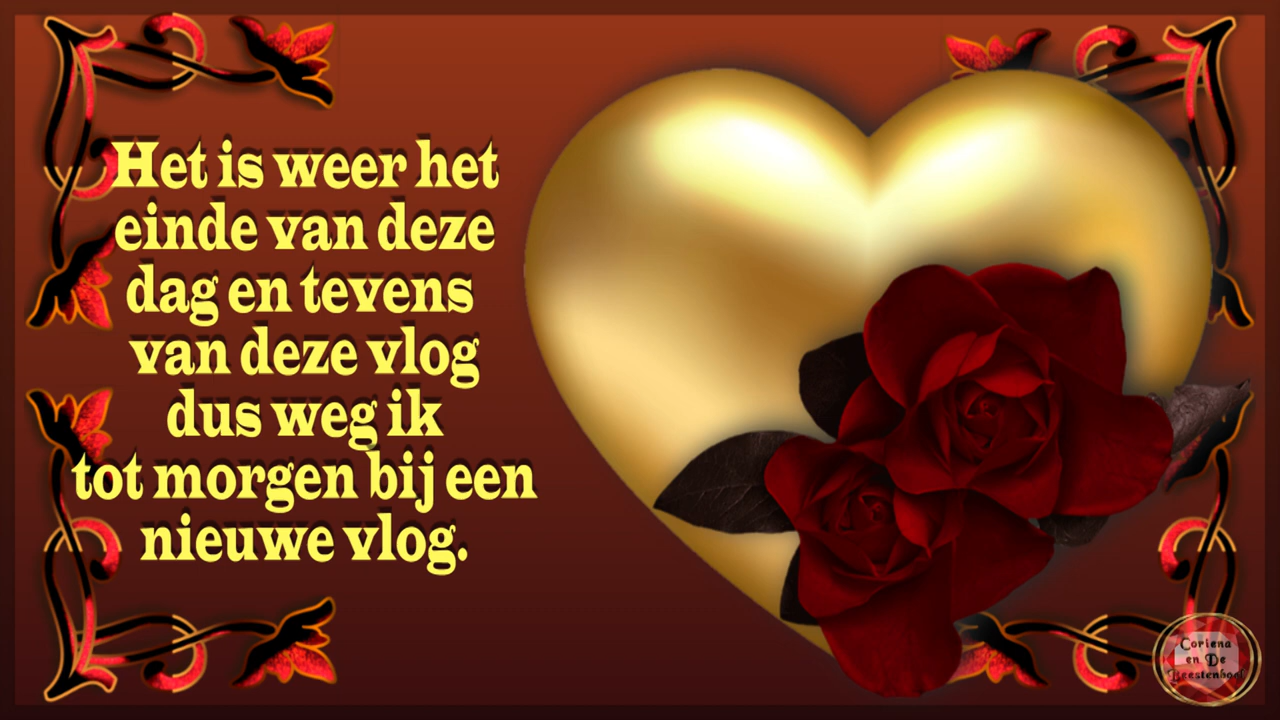 Het is weer het
einde van deze
dag en tevens
van deze vlog
dus weg ik
tot morgen bij een
nieuwe vlog.
Coriena
en De
Beestenboel